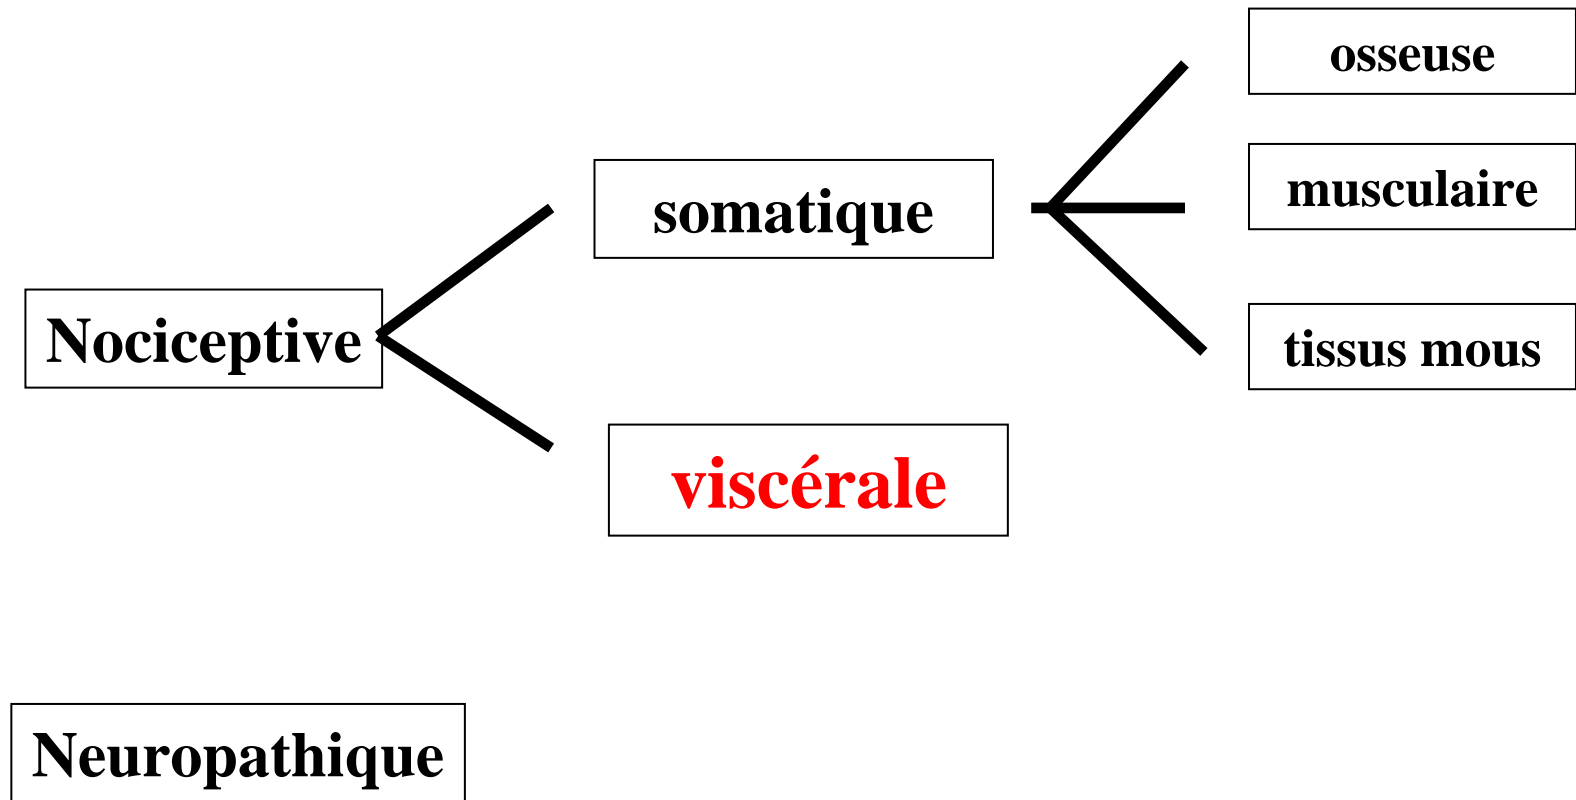 osseuse
musculaire
somatique
Nociceptive
tissus mous
viscérale
Neuropathique